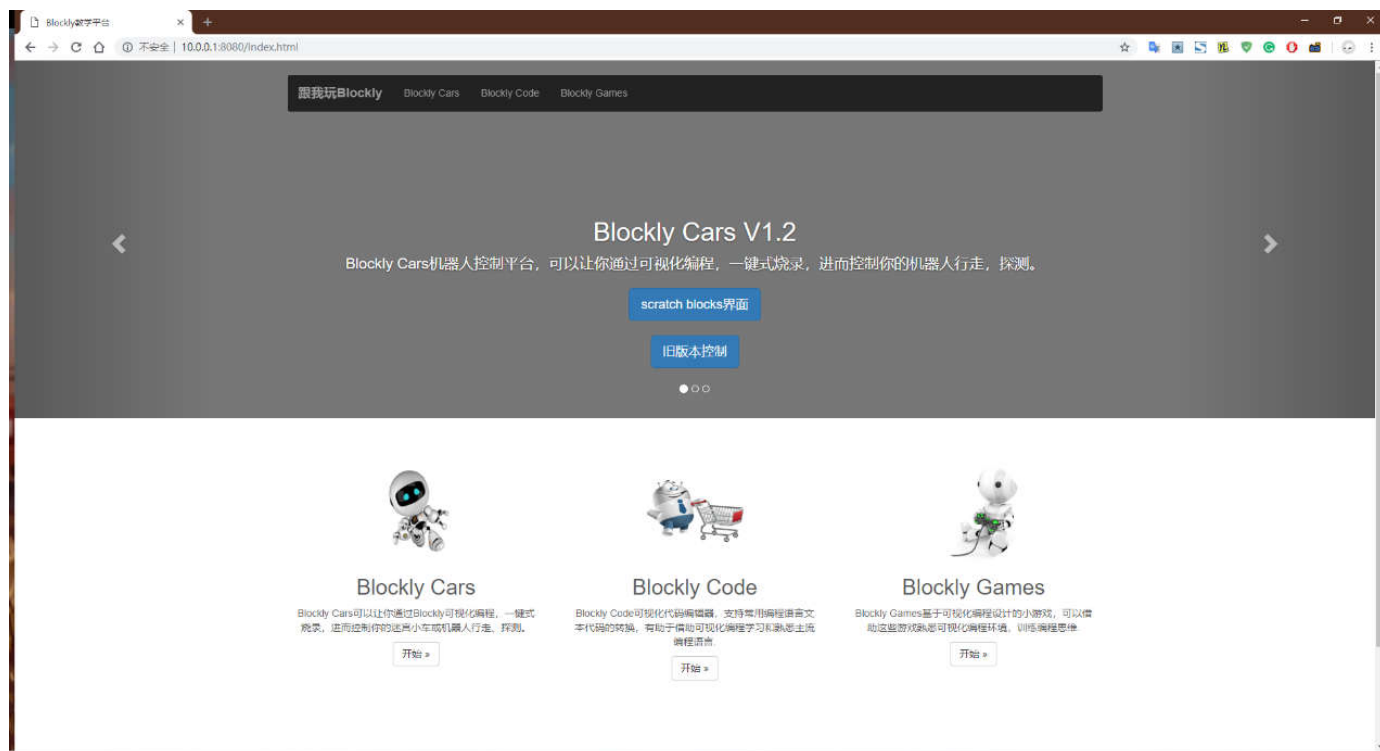 Blockly教学平台
不安全 | 10.0.0.1:8080/index.html
跟我玩Blockly Blockly Cars Blockly Code Blockly Games
Blockly Cars V1.2
Blockly Cars机器人控制平台，可以让你通过可视化编程，一键式烧录，进而控制你的机器人行走，探测。
scratch blocks界面
旧版本控制
Blockly Cars
Blockly Cars可以让你通过Blockly可视化编程，一键式
烧录，进而控制你的迷宫小车或机器人行走，探测。
开始 »
Blockly Code
Blockly Code可视化代码编辑器，支持常用编程语言文
本代码的转换，有助于借助可视化编程学习和熟悉主流
编程语言.
开始 »
Blockly Games
Blockly Games基于可视化编程设计的小游戏，可以借
助这些游戏熟悉可视化编程环境，训练编程思维
开始 »